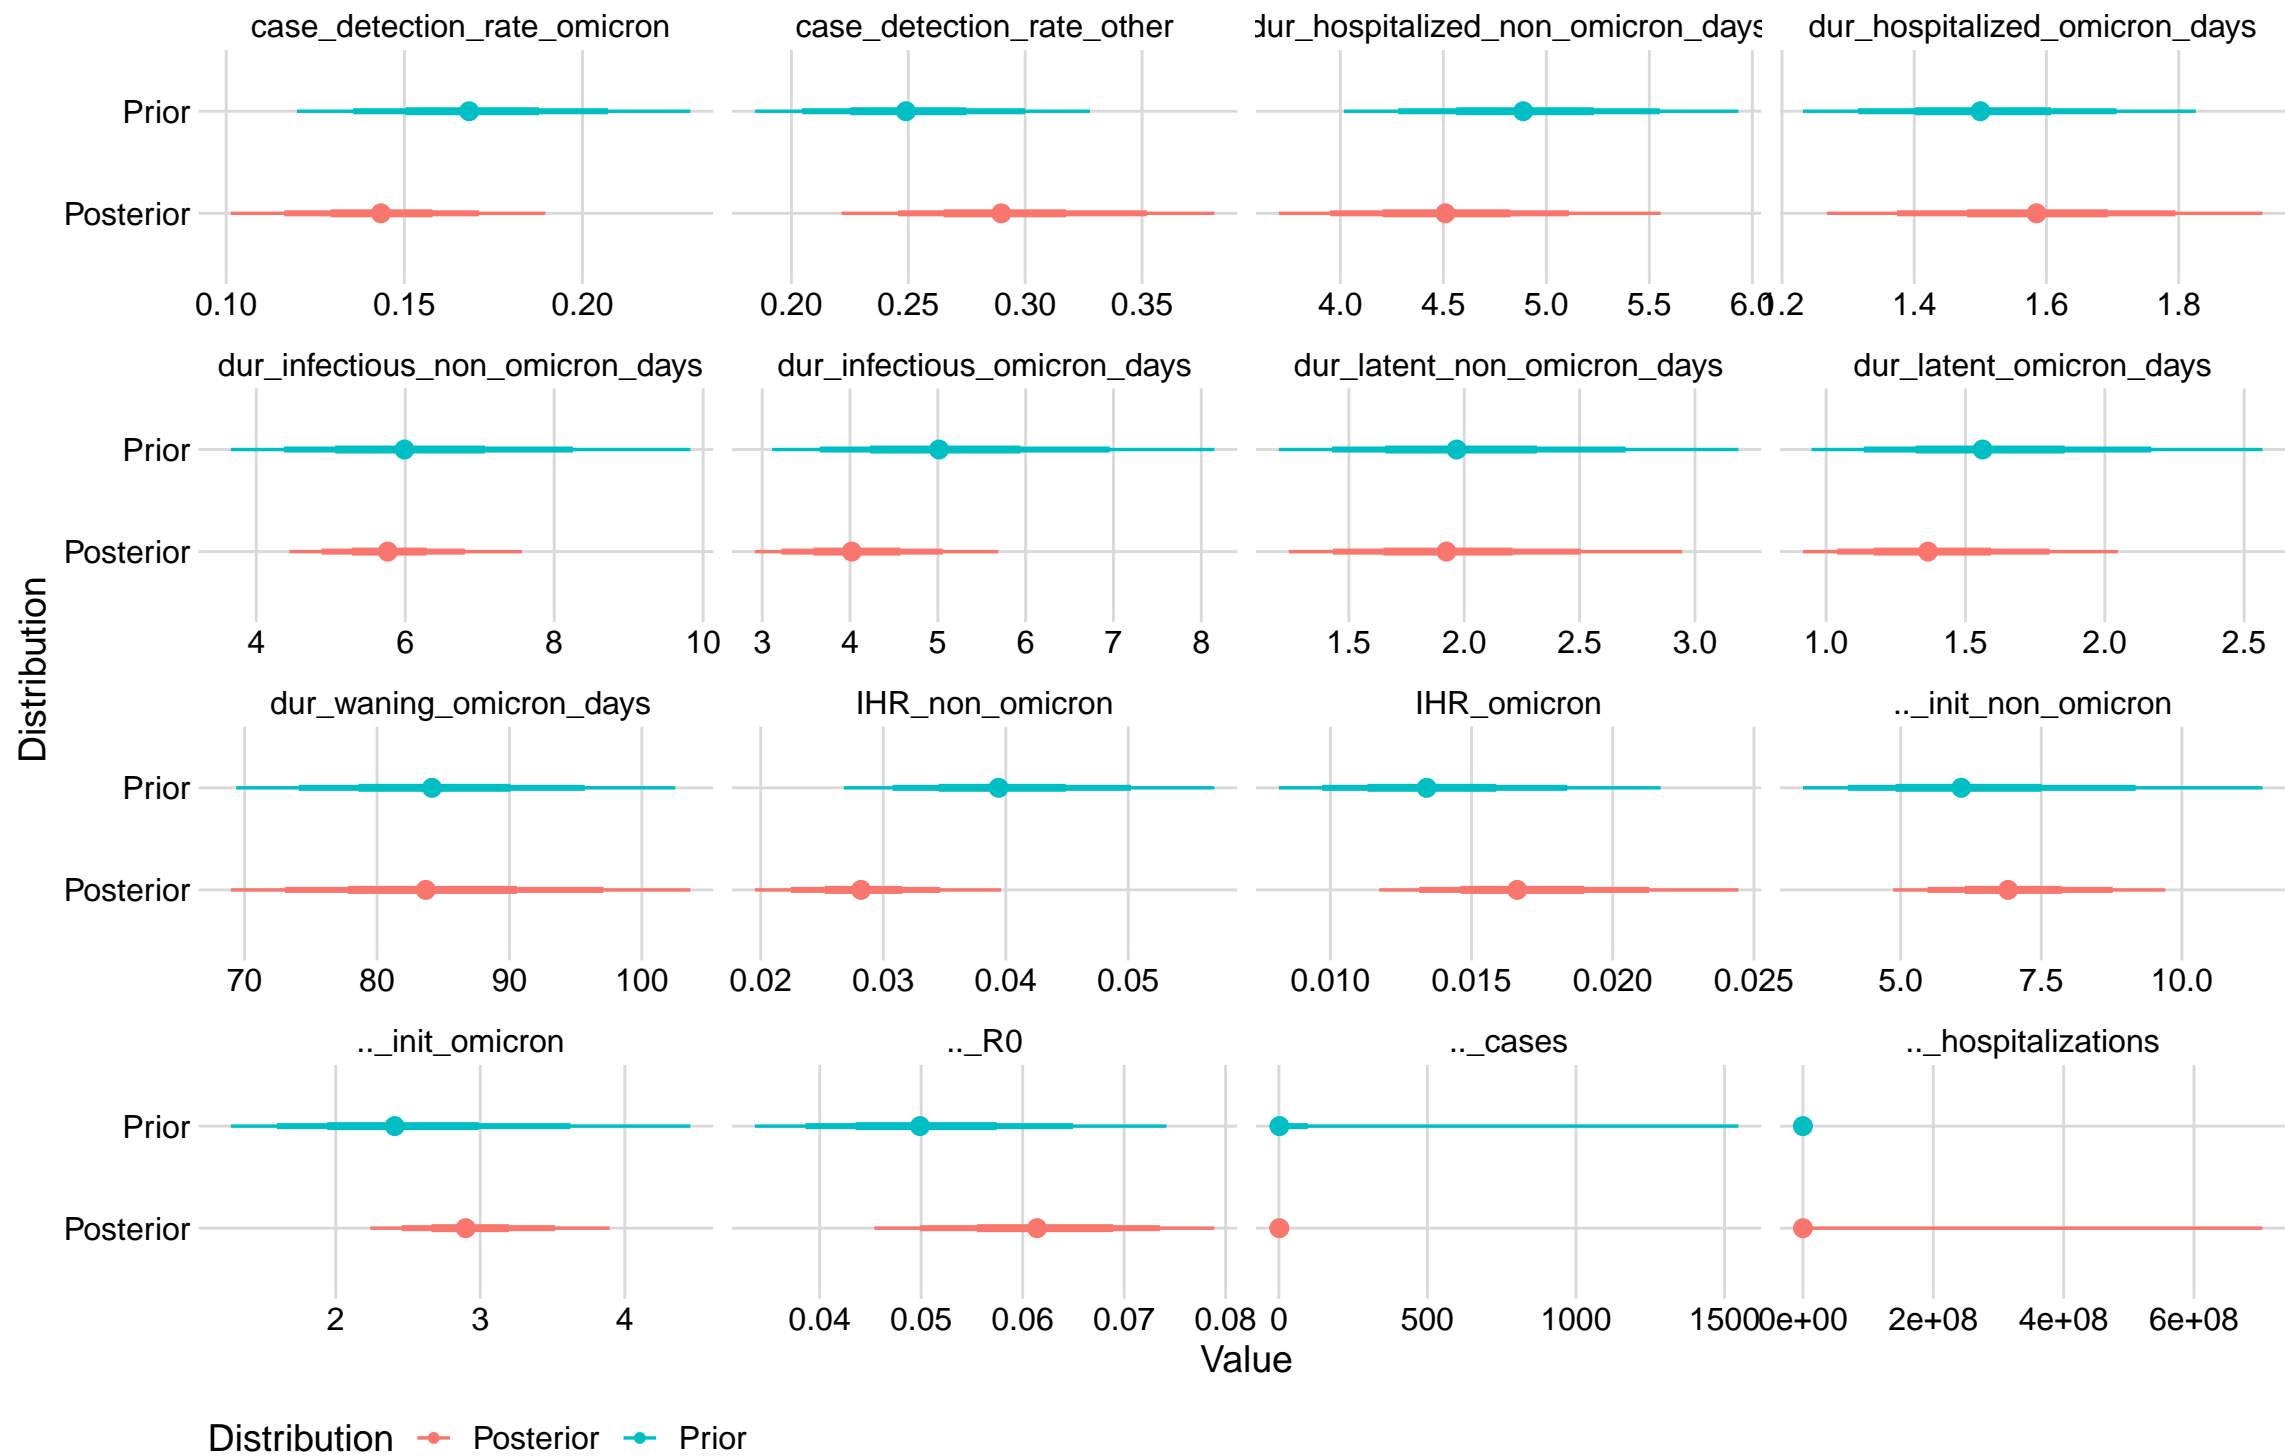 case_detection_rate_omicron case_detection_rate_other dur_hospitalized_non_omicron_days dur_hospitalized_omicron_days
Prior
Posterior
0.10 0.15 0.20 0.20 0.25 0.30 0.35 4.0 4.5 5.0 5.5 6.0 1.2 1.4 1.6 1.8
dur_infectious_non_omicron_days dur_infectious_omicron_days dur_latent_non_omicron_days dur_latent_omicron_days
Prior
Posterior
4 6 8 10 3 4 5 6 7 8 1.5 2.0 2.5 3.0 1.0 1.5 2.0 2.5
Distribution
dur_waning_omicron_days IHR_non_omicron IHR_omicron .._init_non_omicron
Prior
Posterior
70 80 90 100 0.02 0.03 0.04 0.05 0.010 0.015 0.020 0.025 5.0 7.5 10.0
.._init_omicron .._R0 .._cases .._hospitalizations
Prior
Posterior
2 3 4 0.04 0.05 0.06 0.07 0.08 0 500 1000 1500 0e+00 2e+08 4e+08 6e+08
Value
Distribution Posterior Prior